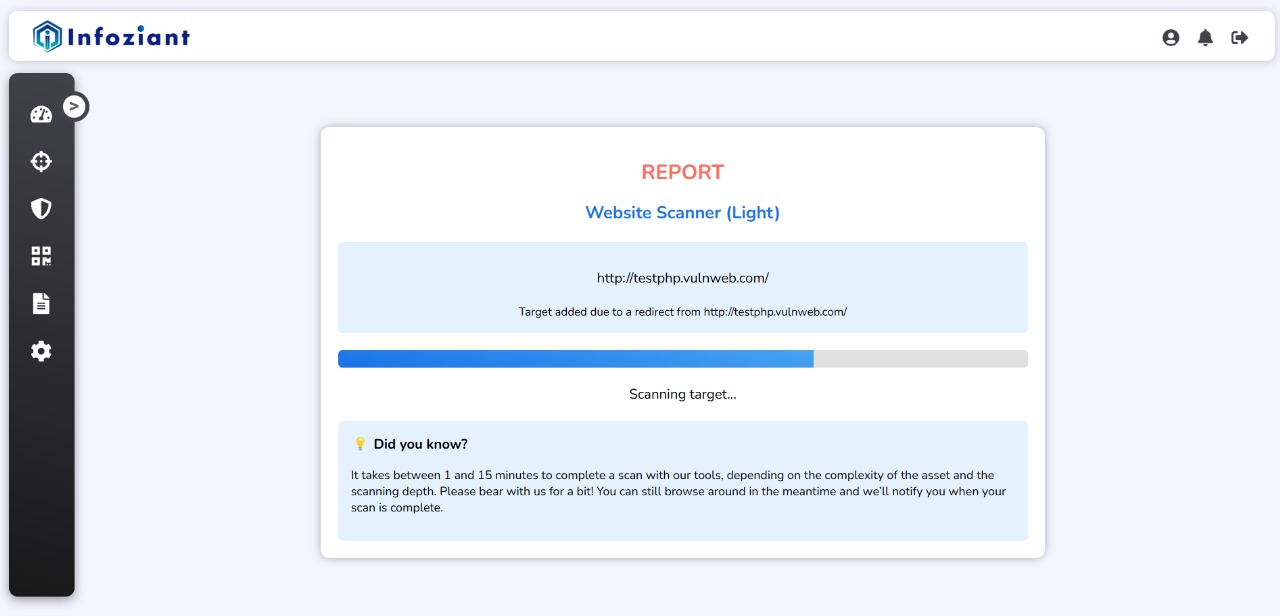 Infoziant
>
REPORT
Website Scanner (Light)
http://testphp.vulnweb.com/
Target added due to a redirect from http://testphp.vulnweb.com/
Scanning target...
💡 Did you know?
It takes between 1 and 15 minutes to complete a scan with our tools, depending on the complexity of the asset and the
scanning depth. Please bear with us for a bit! You can still browse around in the meantime and we'll notify you when your
scan is complete.